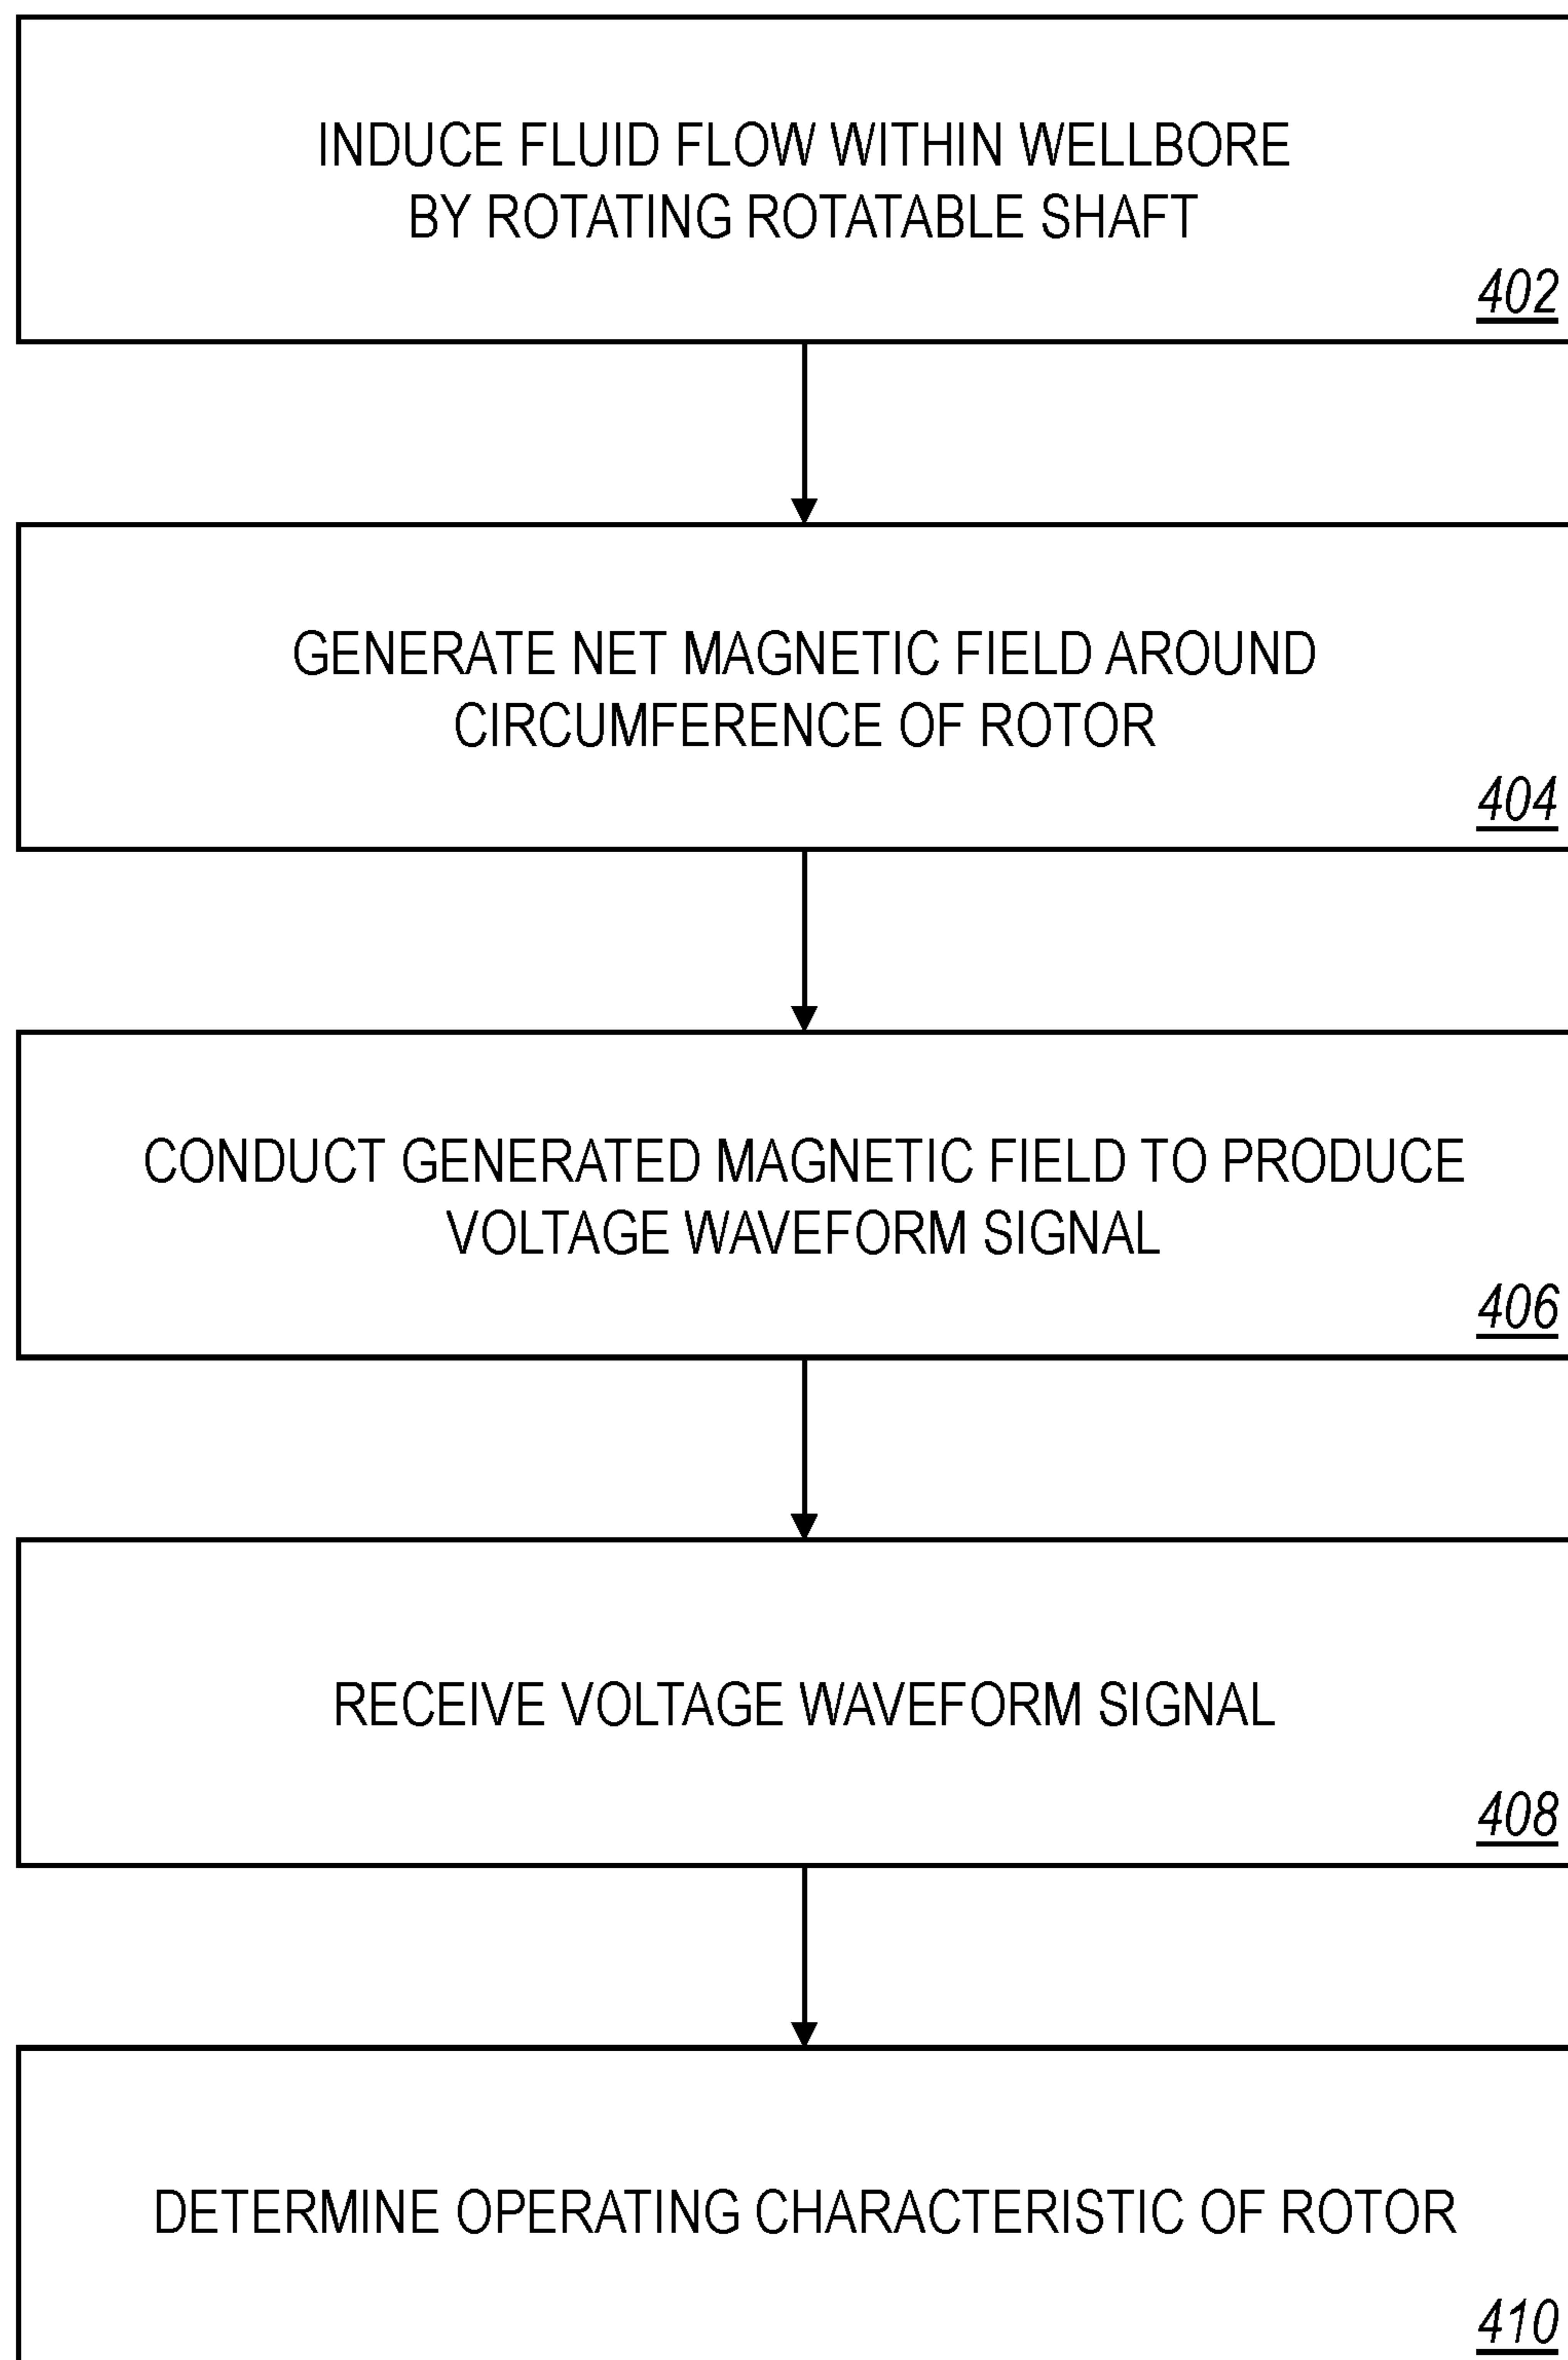 INDUCE FLUID FLOW WITHIN WELLBORE
BY ROTATING ROTATABLE SHAFT
402
GENERATE NET MAGNETIC FIELD AROUND
CIRCUMFERENCE OF ROTOR
404
CONDUCT GENERATED MAGNETIC FIELD TO PRODUCE
VOLTAGE WAVEFORM SIGNAL
406
RECEIVE VOLTAGE WAVEFORM SIGNAL
408
DETERMINE OPERATING CHARACTERISTIC OF ROTOR
410